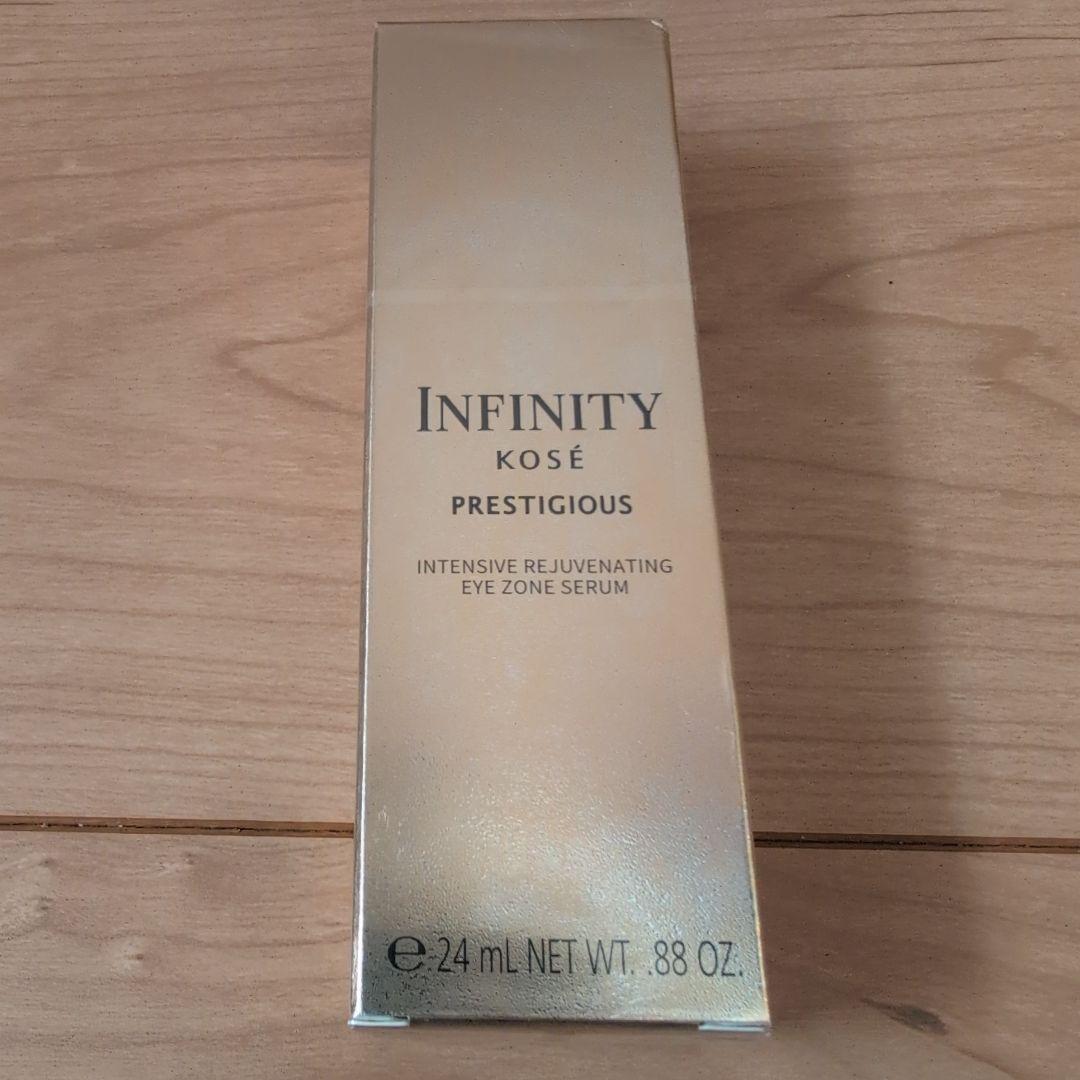 INFINITY
KOSÉ
PRESTIGIOUS
INTENSIVE REJUVENATING
EYE ZONE SERUM
℮ 24 mL NET WT. .88 OZ.